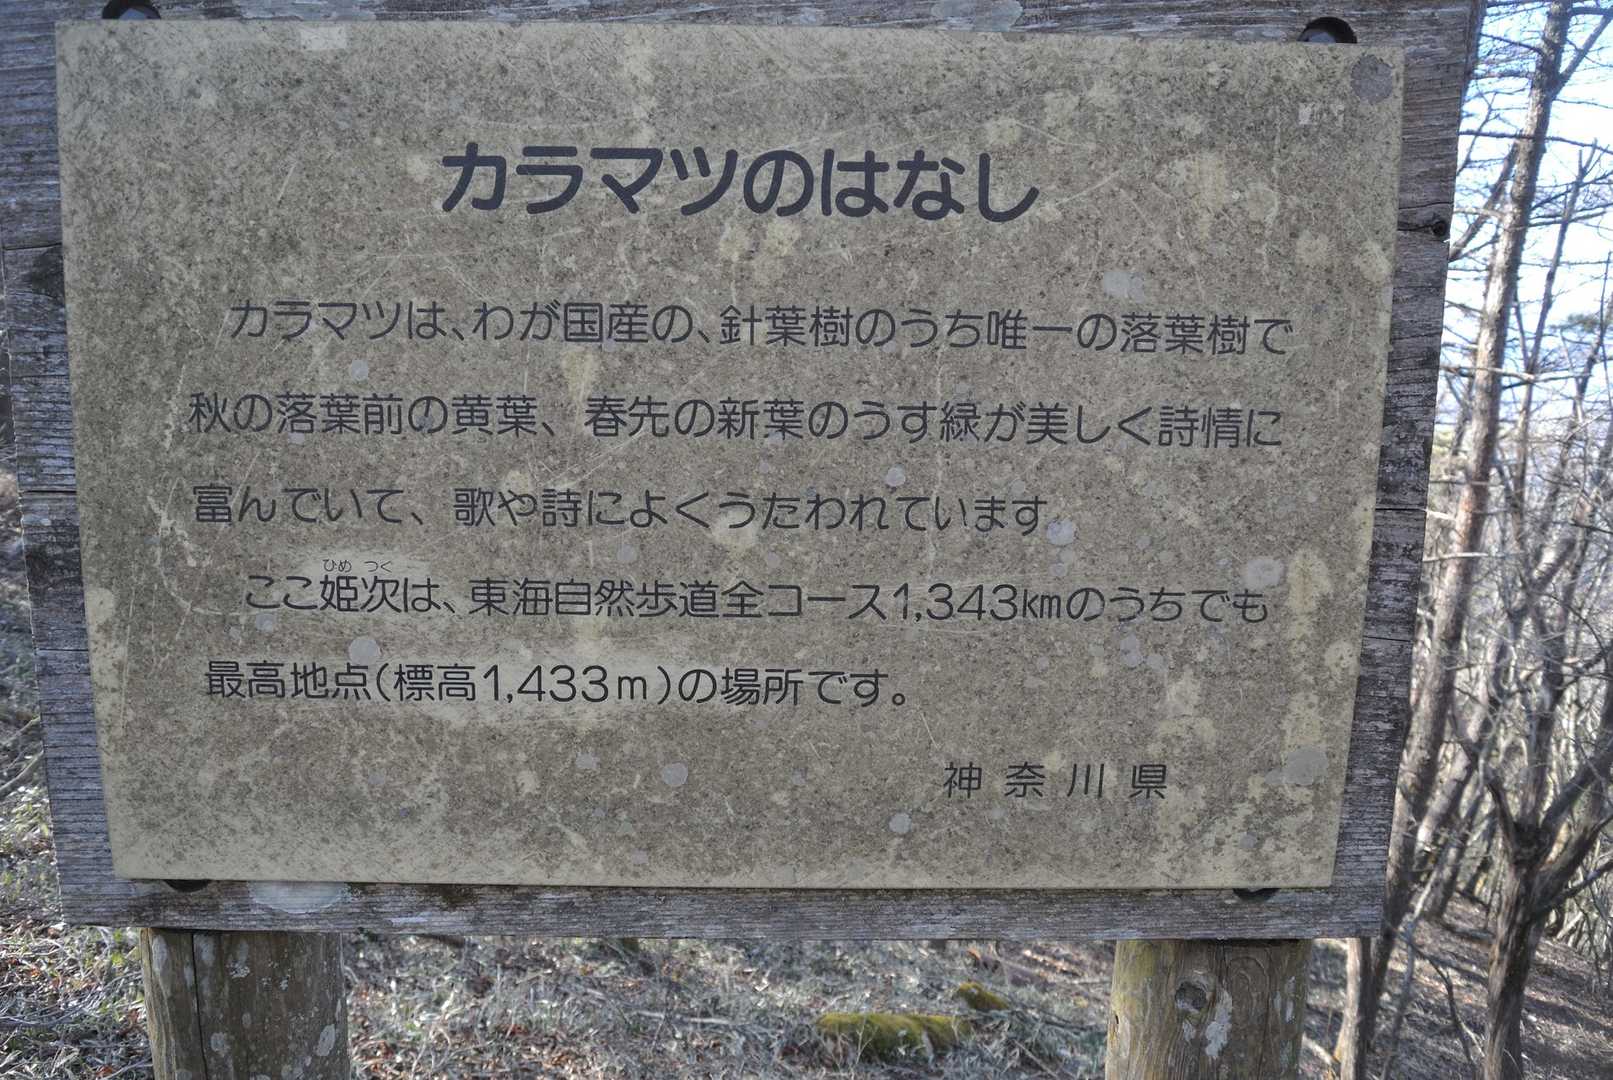 カラマツのはなし
カラマツは、わが国産の、針葉樹のうち唯一の落葉樹で
秋の落葉前の黄葉、春先の新葉のうす緑が美しく詩情に
富んでいて、歌や詩によくうたわれています。
ひめ つぐ
ここ姫次は、東海自然歩道全コース1,343kmのうちでも
最高地点(標高1,433m)の場所です。
神奈川県